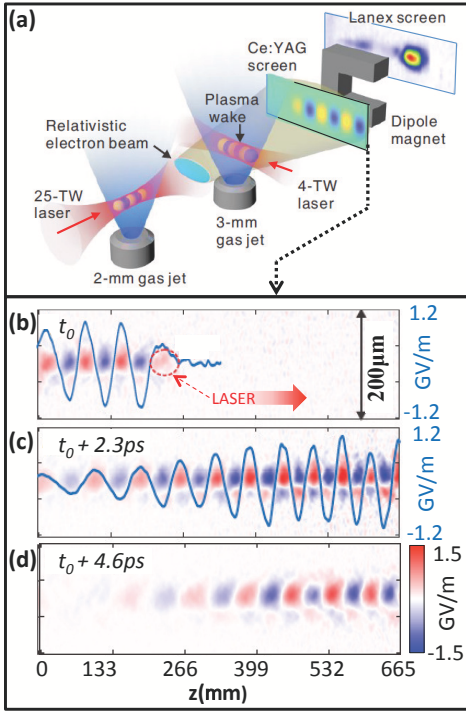 (a)
Lanex screen
Ce:YAG
screen
Plasma
wake
Relativistic
electron beam
Dipole
magnet
25-TW
laser
4-TW
laser
3-mm
gas jet
2-mm gas jet
(b)
t0
1.2
200μm
GV/m
LASER
-1.2
(c)
t0 + 2.3ps
1.2
GV/m
-1.2
(d)
t0 + 4.6ps
1.5
GV/m
-1.5
0 133 266 399 532 665
z(mm)